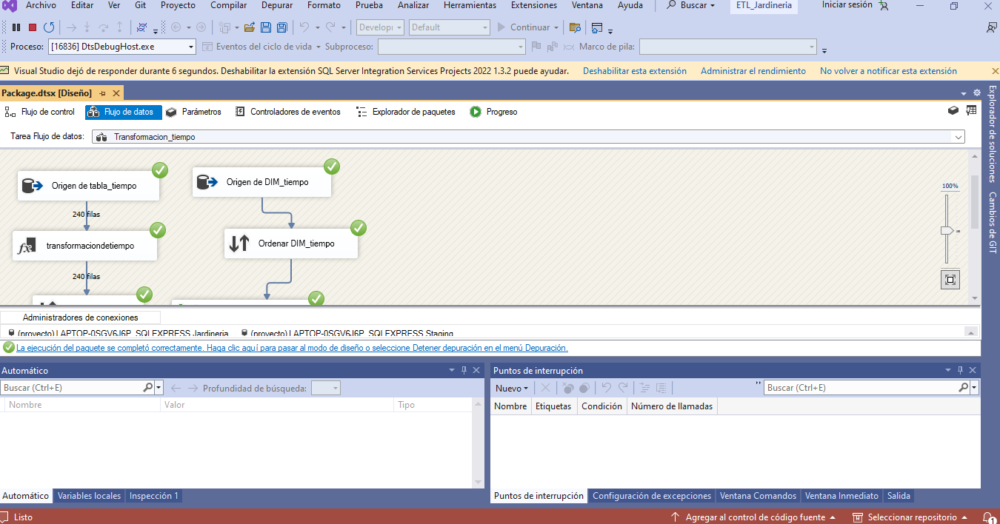 Archivo Editar Ver Git Proyecto Compilar Depurar Formato Prueba Analizar Herramientas Extensiones Ventana Ayuda Buscar ETL_Jardineria Iniciar sesión
Developi Default Continuar
Proceso: [16836] DtsDebugHost.exe Eventos del ciclo de vida Subproceso: Marco de pila:
Visual Studio dejó de responder durante 6 segundos. Deshabilitar la extensión SQL Server Integration Services Projects 2022 1.3.2 puede ayudar. Deshabilitar esta extensión Administrar el rendimiento No volver a notificar esta extensión
Package.dtsx [Diseño]
Flujo de control Flujo de datos Parámetros Controladores de eventos Explorador de paquetes Progreso
Tarea Flujo de datos: Transformacion_tiempo
Origen de tabla_tiempo
Origen de DIM_tiempo
240 filas
transformaciondetiempo
Ordenar DIM_tiempo
240 filas
100%
Explorador de soluciones
Cambios de GIT
Administradores de conexiones
(proyecto) LAPTOP-0SGV6J6P_SQLEXPRESS.Jardineria (proyecto) LAPTOP-0SGV6J6P_SQLEXPRESS.Staging
La ejecución del paquete se completó correctamente. Haga clic aquí para pasar al modo de diseño o seleccione Detener depuración en el menú Depuración.
Automático
Buscar (Ctrl+E) Profundidad de búsqueda:
Nombre Valor Tipo
Automático Variables locales Inspección 1
Puntos de interrupción
Nuevo Buscar (Ctrl+E)
Nombre Etiquetas Condición Número de llamadas
Puntos de interrupción Configuración de excepciones Ventana Comandos Ventana Inmediato Salida
Listo Agregar al control de código fuente Seleccionar repositorio 1